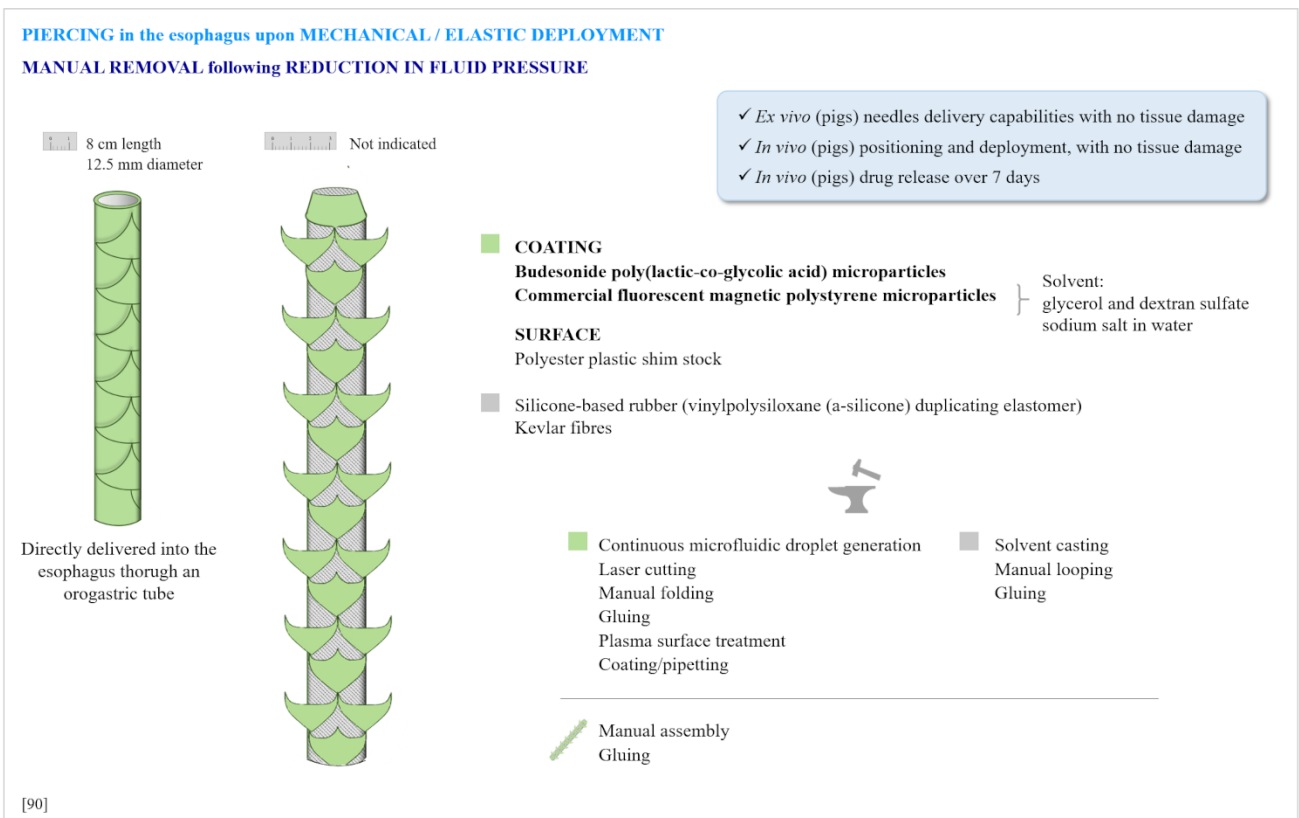 PIERCING in the esophagus upon MECHANICAL / ELASTIC DEPLOYMENT
MANUAL REMOVAL following REDUCTION IN FLUID PRESSURE
✓ Ex vivo (pigs) needles delivery capabilities with no tissue damage
✓ In vivo (pigs) positioning and deployment, with no tissue damage
✓ In vivo (pigs) drug release over 7 days
8 cm length
12.5 mm diameter
Not indicated
COATING
Budesonide poly(lactic-co-glycolic acid) microparticles
Commercial fluorescent magnetic polystyrene microparticles
Solvent:
glycerol and dextran sulfate
sodium salt in water
SURFACE
Polyester plastic shim stock
Silicone-based rubber (vinylpolysiloxane (a-silicone) duplicating elastomer)
Kevlar fibres
Directly delivered into the
esophagus thorugh an
orogastric tube
Continuous microfluidic droplet generation
Laser cutting
Manual folding
Gluing
Plasma surface treatment
Coating/pipetting
Solvent casting
Manual looping
Gluing
Manual assembly
Gluing
[90]